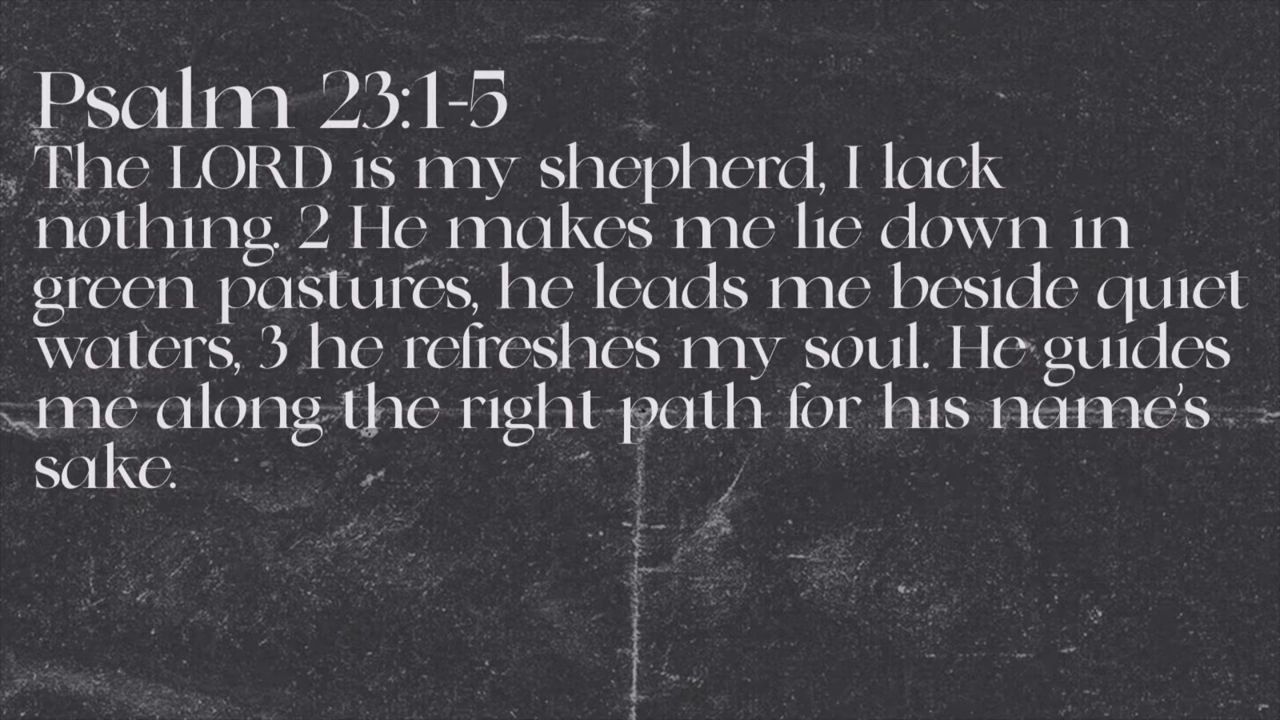 Psalm 23:1-5
The LORD is my shepherd, I lack
nothing. 2 He makes me lie down in
green pastures, he leads me beside quiet
waters, 3 he refreshes my soul. He guides
me along the right path for his name's
sake.